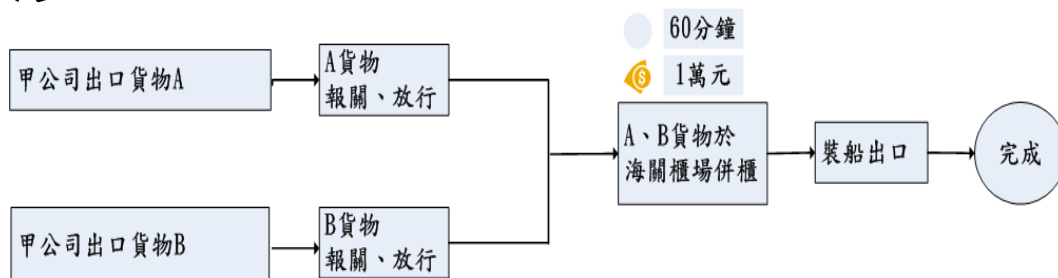 60分鐘
1萬元
甲公司出口貨物A
A貨物
報關、放行
A、B貨物於
海關櫃場併櫃
裝船出口
完成
甲公司出口貨物B
B貨物
報關、放行